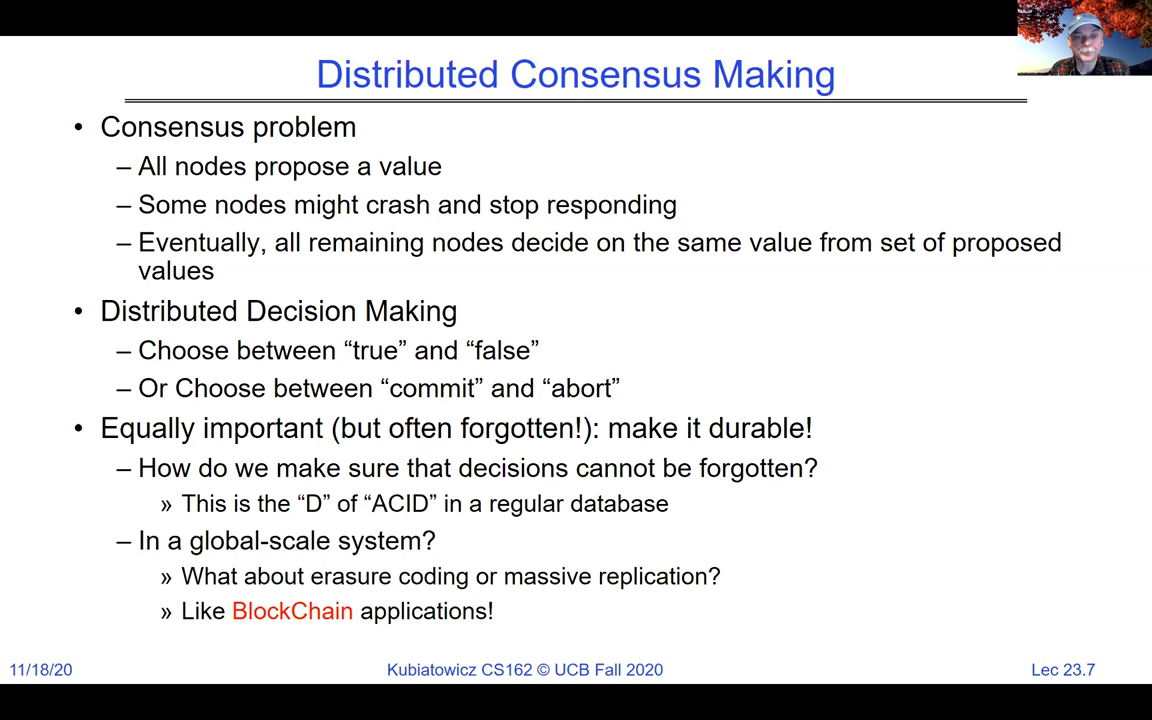 Distributed Consensus Making
• Consensus problem
– All nodes propose a value
– Some nodes might crash and stop responding
– Eventually, all remaining nodes decide on the same value from set of proposed
values
• Distributed Decision Making
– Choose between “true” and “false”
– Or Choose between “commit” and “abort”
• Equally important (but often forgotten!): make it durable!
– How do we make sure that decisions cannot be forgotten?
» This is the “D” of “ACID” in a regular database
– In a global-scale system?
» What about erasure coding or massive replication?
» Like BlockChain applications!
11/18/20 Kubiatowicz CS162 © UCB Fall 2020 Lec 23.7